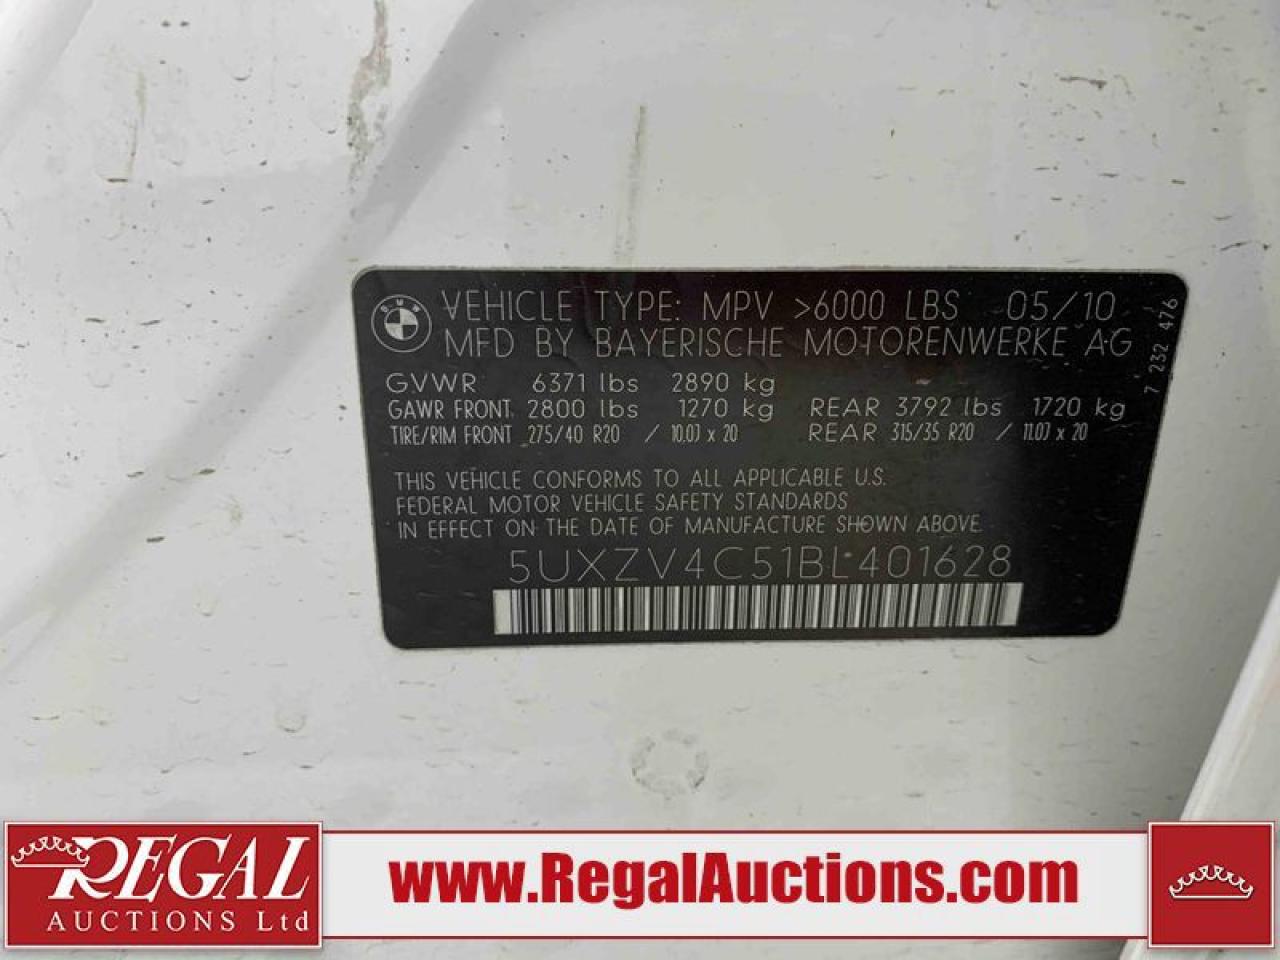 BMW
VEHICLE TYPE: MPV >6000 LBS 05/10
MFD BY BAYERISCHE MOTORENWERKE AG
GVWR 6371 lbs 2890 kg
GAWR FRONT 2800 lbs 1270 kg REAR 3792 lbs 1720 kg
TIRE/RIM FRONT 275/40 R20 / 10.0J x 20 REAR 315/35 R20 / 11.0J x 20
7 232 476
THIS VEHICLE CONFORMS TO ALL APPLICABLE U.S.
FEDERAL MOTOR VEHICLE SAFETY STANDARDS
IN EFFECT ON THE DATE OF MANUFACTURE SHOWN ABOVE.
5UXZV4C51BL401628
REGAL
AUCTIONS Ltd
www.RegalAuctions.com